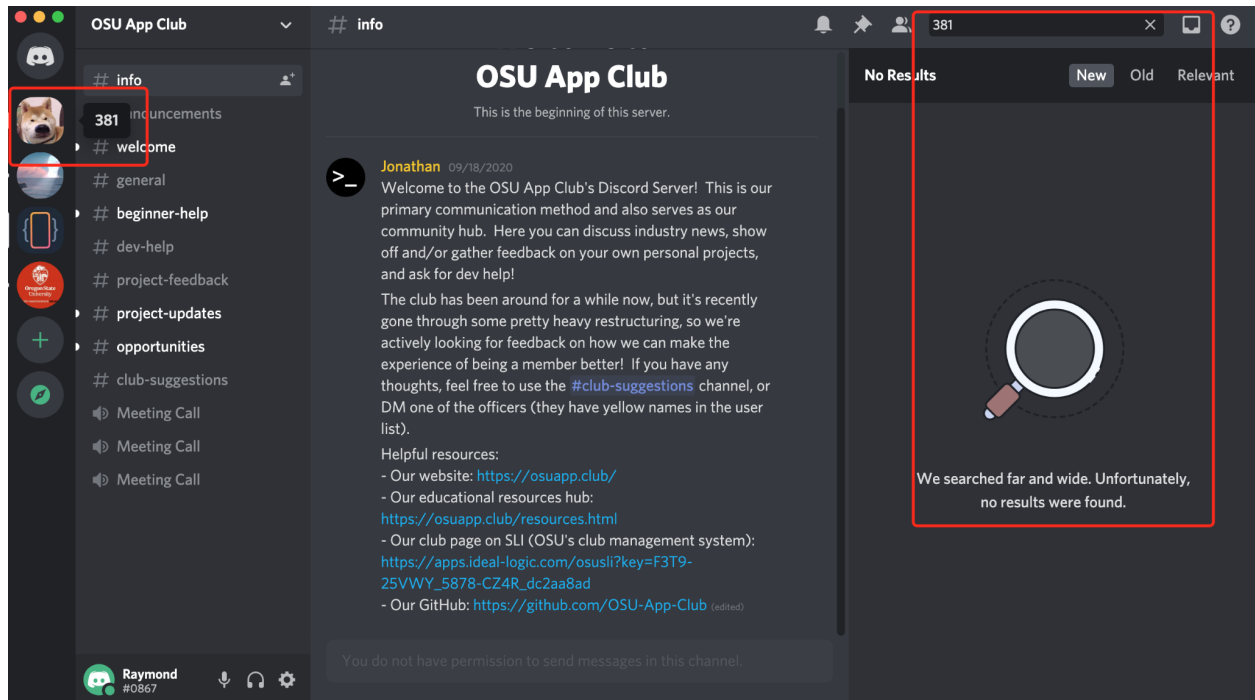 OSU App Club
# info
381
No Results
New
Old
Relevant
# info
381
announcements
# welcome
# general
# beginner-help
# dev-help
# project-feedback
# project-updates
# opportunities
# club-suggestions
Meeting Call
Meeting Call
Meeting Call
Oregon State
University
Raymond
#0867
OSU App Club
This is the beginning of this server.
>_
Jonathan 09/18/2020
Welcome to the OSU App Club's Discord Server! This is our
primary communication method and also serves as our
community hub. Here you can discuss industry news, show
off and/or gather feedback on your own personal projects,
and ask for dev help!
The club has been around for a while now, but it's recently
gone through some pretty heavy restructuring, so we're
actively looking for feedback on how we can make the
experience of being a member better! If you have any
thoughts, feel free to use the #club-suggestions channel, or
DM one of the officers (they have yellow names in the user
list).
Helpful resources:
- Our website: https://osuapp.club/
- Our educational resources hub:
https://osuapp.club/resources.html
- Our club page on SLI (OSU's club management system):
https://apps.ideal-logic.com/osusli?key=F3T9-
25VWY_5878-CZ4R_dc2aa8ad
- Our GitHub: https://github.com/OSU-App-Club (edited)
You do not have permission to send messages in this channel.
We searched far and wide. Unfortunately,
no results were found.